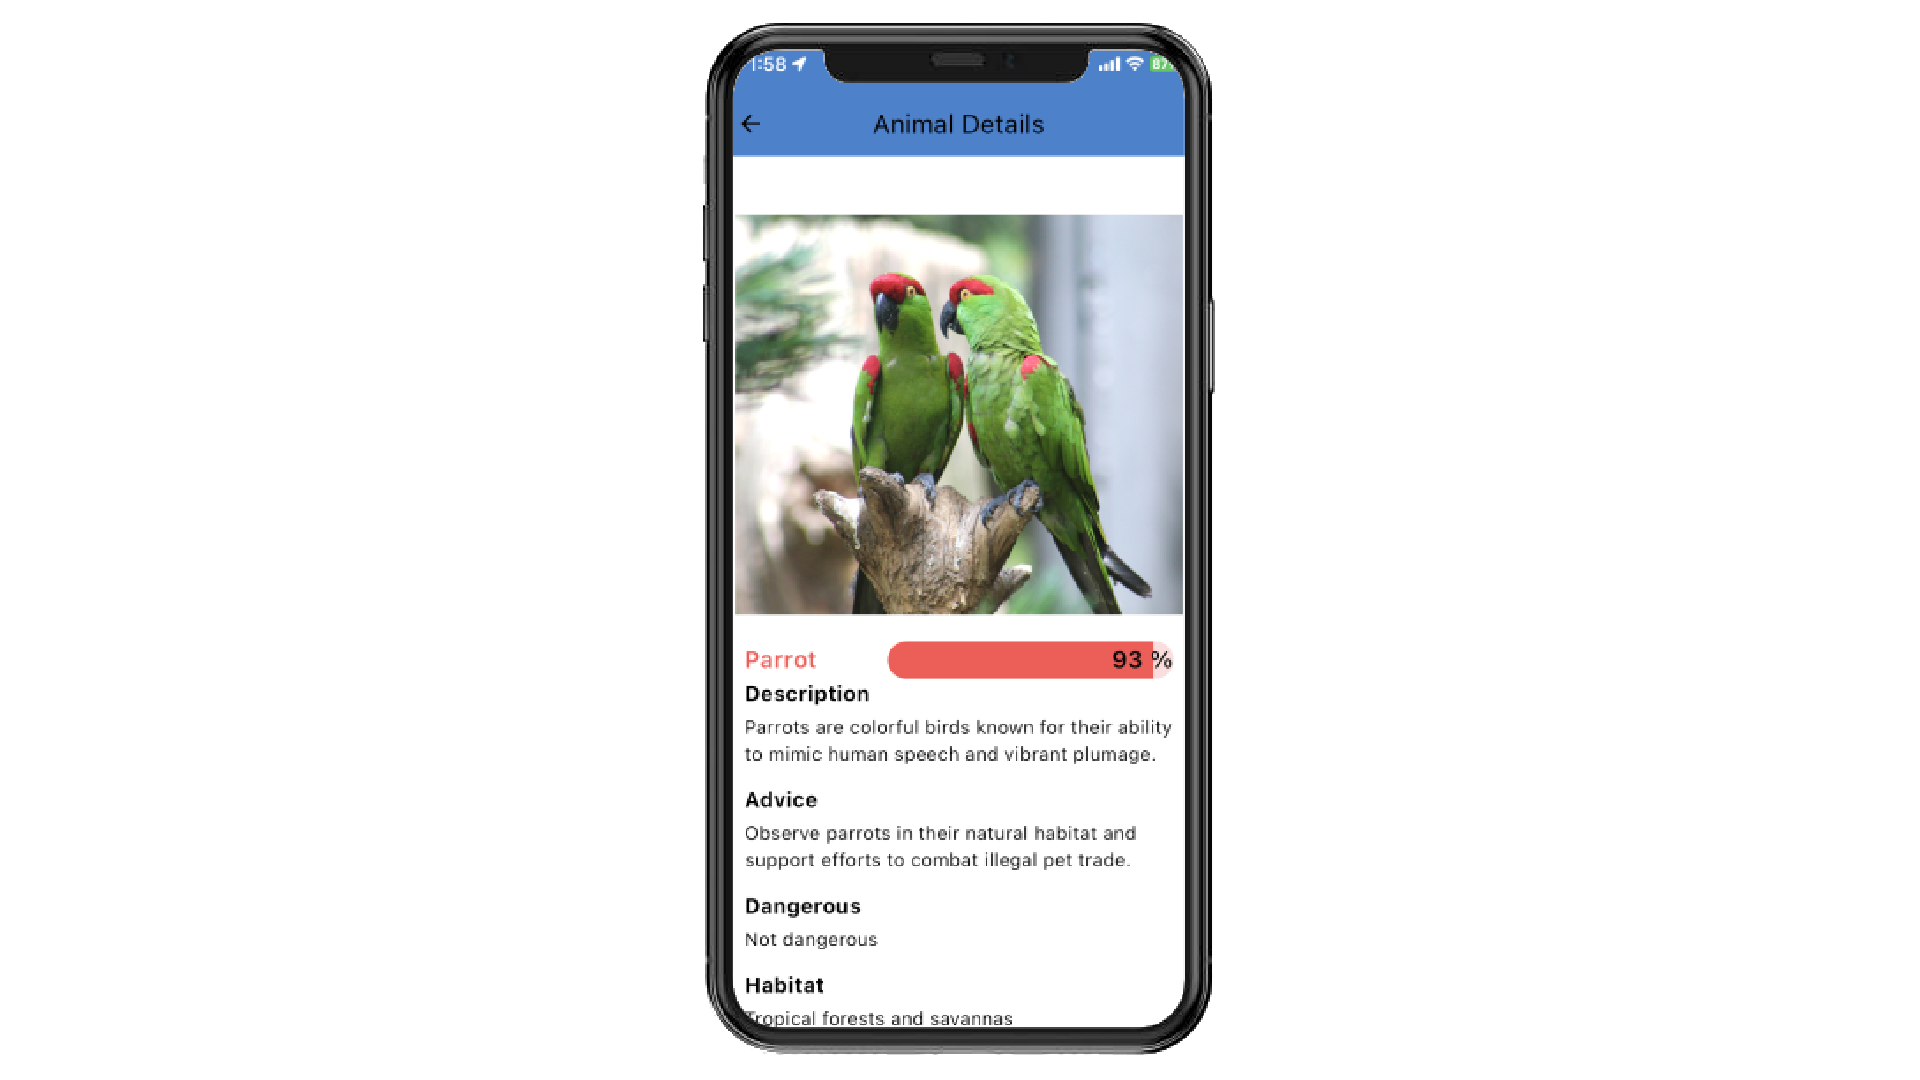 1:58
87
Animal Details
Parrot
93 %
Description
Parrots are colorful birds known for their ability
to mimic human speech and vibrant plumage.
Advice
Observe parrots in their natural habitat and
support efforts to combat illegal pet trade.
Dangerous
Not dangerous
Habitat
Tropical forests and savannas